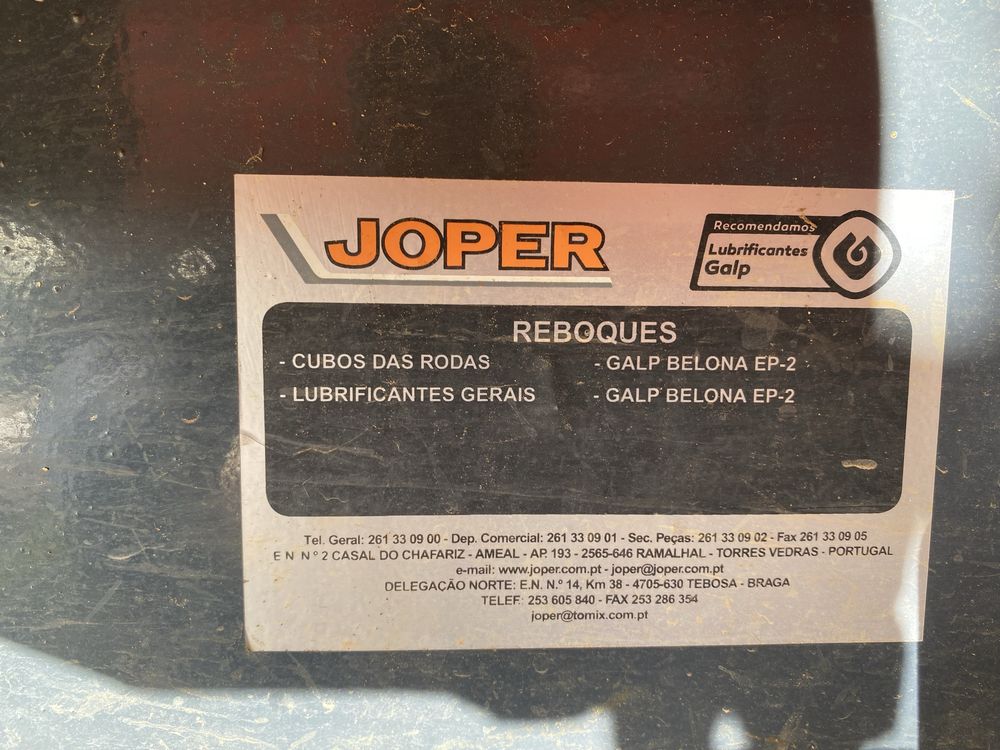 JOPER
Recomendamos
Lubrificantes
Galp
REBOQUES
- CUBOS DAS RODAS - GALP BELONA EP-2
- LUBRIFICANTES GERAIS - GALP BELONA EP-2
Tel. Geral: 261 33 09 00 - Dep. Comercial: 261 33 09 01 - Sec. Peças: 261 33 09 02 - Fax 261 33 09 05
E N N º 2 CASAL DO CHAFARIZ - AMEAL - AP. 193 - 2565-646 RAMALHAL - TORRES VEDRAS - PORTUGAL
e-mail: www.joper.com.pt - joper@joper.com.pt
DELEGAÇÃO NORTE: E.N. N.º 14, Km 38 - 4705-630 TEBOSA - BRAGA
TELEF. 253 605 840 - FAX 253 286 354
joper@tomix.com.pt